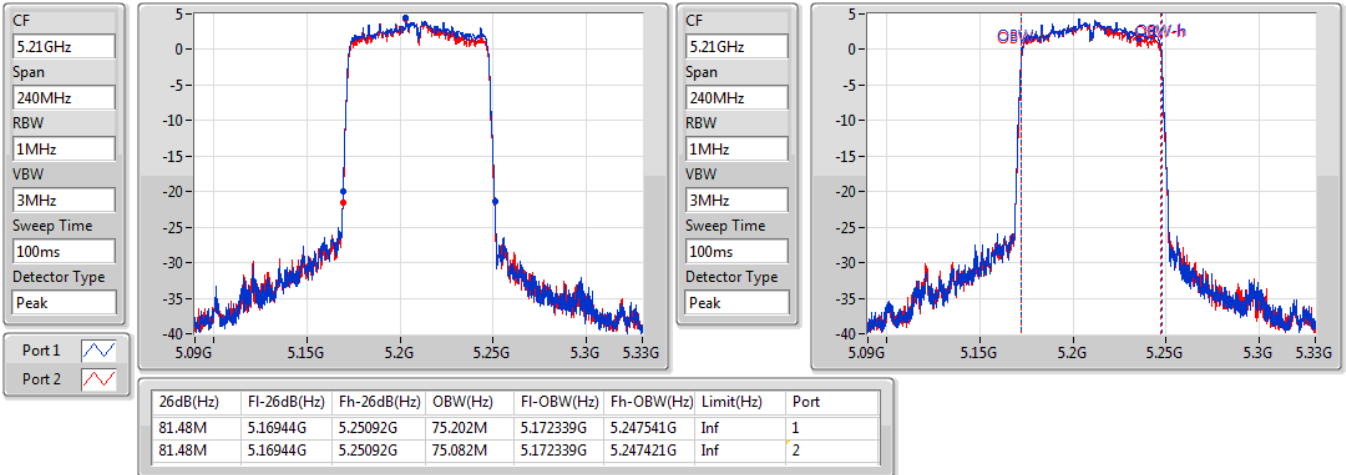 CF
5.21GHz
Span
240MHz
RBW
1MHz
VBW
3MHz
Sweep Time
100ms
Detector Type
Peak
5
0
-5
-10
-15
-20
-25
-30
-35
-40
5.09G 5.15G 5.2G 5.25G 5.3G 5.33G
CF
5.21GHz
Span
240MHz
RBW
1MHz
VBW
3MHz
Sweep Time
100ms
Detector Type
Peak
5
0
-5
-10
-15
-20
-25
-30
-35
-40
OBW-h
5.09G 5.15G 5.2G 5.25G 5.3G 5.33G
Port 1
Port 2
26dB(Hz) Fl-26dB(Hz) Fh-26dB(Hz) OBW(Hz) Fl-OBW(Hz) Fh-OBW(Hz) Limit(Hz) Port
81.48M 5.16944G 5.25092G 75.202M 5.172339G 5.247541G Inf 1
81.48M 5.16944G 5.25092G 75.082M 5.172339G 5.247421G Inf 2